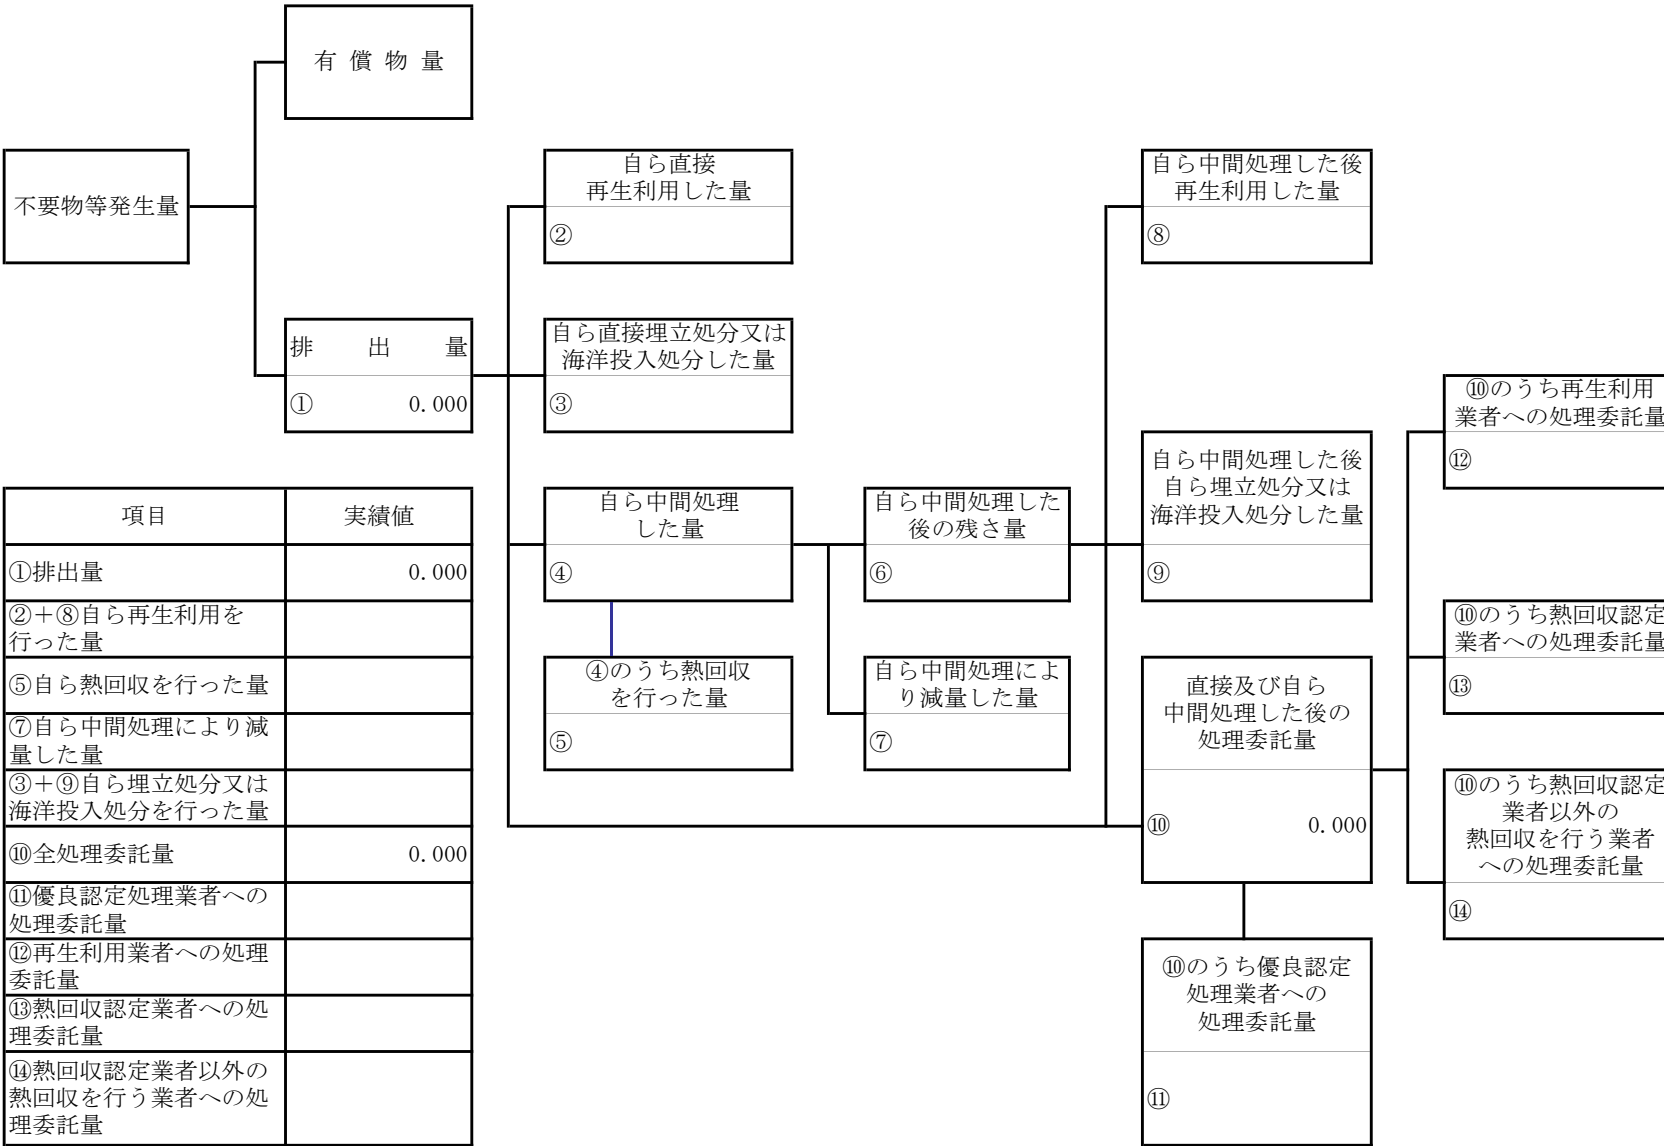 有 償 物 量
不要物等発生量
自ら直接
再生利用した量
②
自ら中間処理した後
再生利用した量
⑧
排 出 量
① 0.000
自ら直接埋立処分又は
海洋投入処分した量
③
⑩のうち再生利用
業者への処理委託量
⑫
自ら中間処理した後
自ら埋立処分又は
海洋投入処分した量
⑨
自ら中間処理
した量
④
自ら中間処理した
後の残さ量
⑥
⑩のうち熱回収認定
業者への処理委託量
⑬
④のうち熱回収
を行った量
⑤
自ら中間処理によ
り減量した量
⑦
直接及び自ら
中間処理した後の
処理委託量
⑩ 0.000
⑩のうち熱回収認定
業者以外の
熱回収を行う業者
への処理委託量
⑭
⑩のうち優良認定
処理業者への
処理委託量
⑪
項目 実績値
①排出量 0.000
②＋⑧自ら再生利用を
行った量
⑤自ら熱回収を行った量
⑦自ら中間処理により減
量した量
③＋⑨自ら埋立処分又は
海洋投入処分を行った量
⑩全処理委託量 0.000
⑪優良認定処理業者への
処理委託量
⑫再生利用業者への処理
委託量
⑬熱回収認定業者への処
理委託量
⑭熱回収認定業者以外の
熱回収を行う業者への処
理委託量